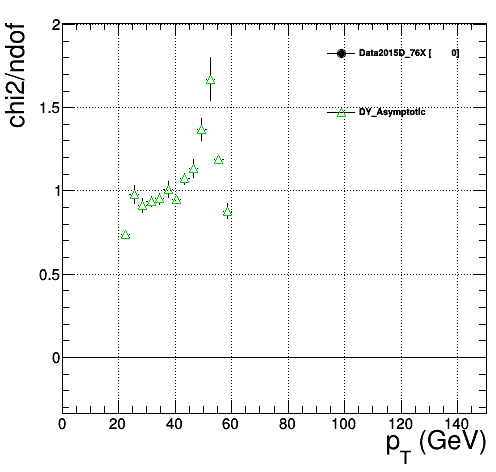 chi2/ndof
2
1.5
1
0.5
0
Data2015D_76X [ 0]
DY_Asymptotic
0 20 40 60 80 100 120 140
p_T (GeV)